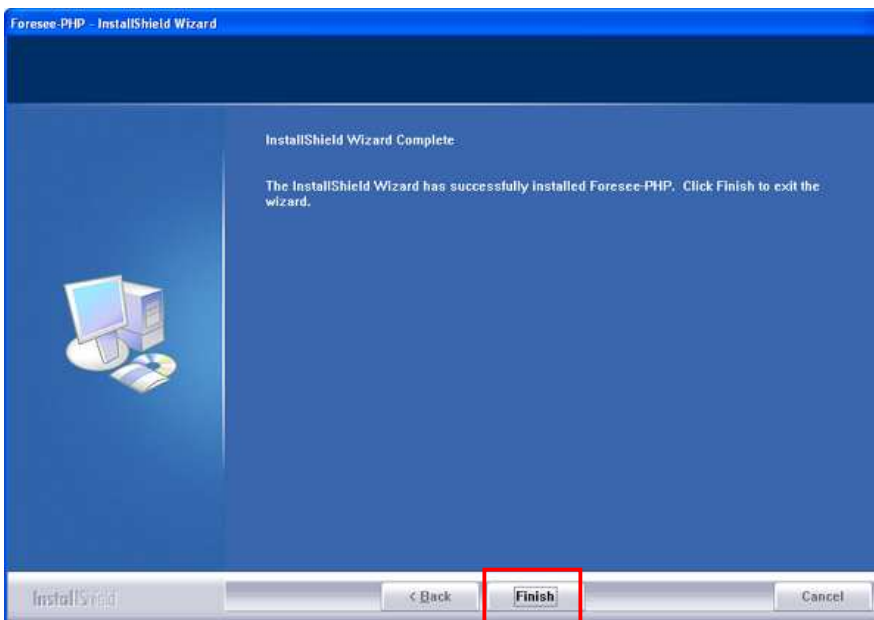 Foresee-PHP - InstallShield Wizard
InstallShield Wizard Complete
The InstallShield Wizard has successfully installed Foresee-PHP. Click Finish to exit the
wizard.
InstallShield
< Back
Finish
Cancel